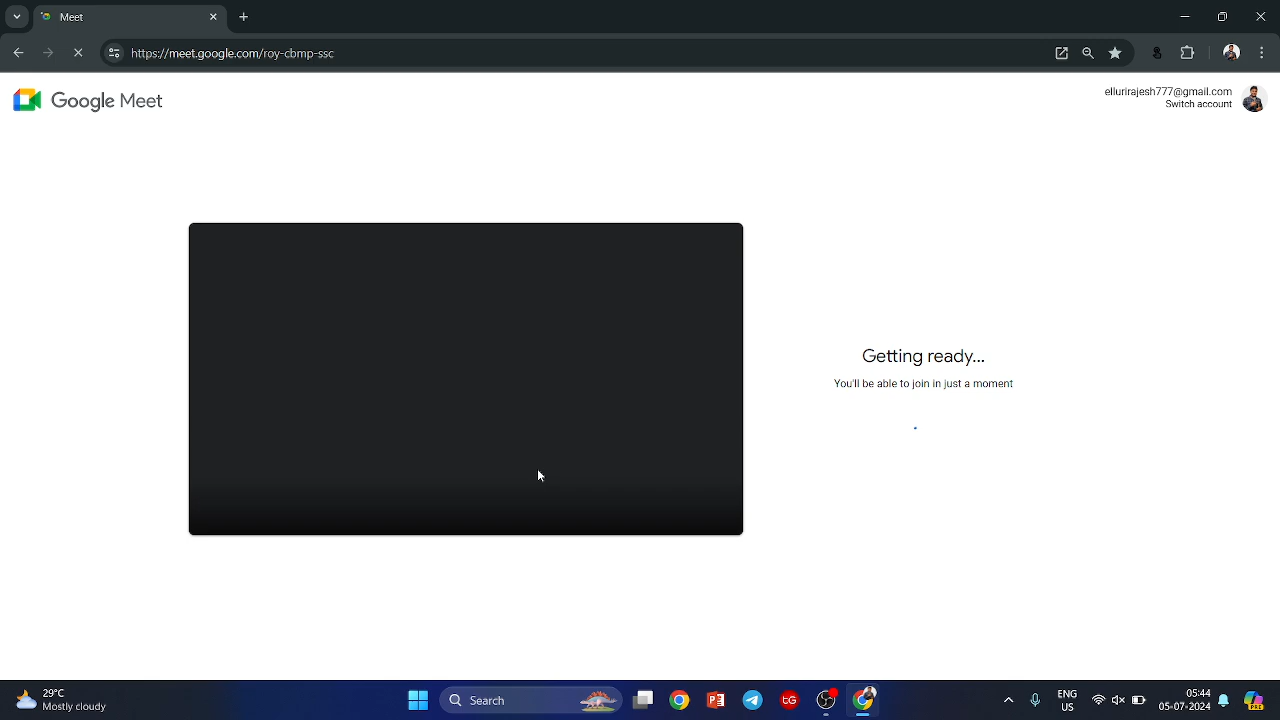 Meet
https://meet.google.com/roy-cbmp-ssc
Google Meet
ellurirajesh777@gmail.com
Switch account
Getting ready...
You'll be able to join in just a moment
29°C
Mostly cloudy
Search
ENG
US
05:44
05-07-2024